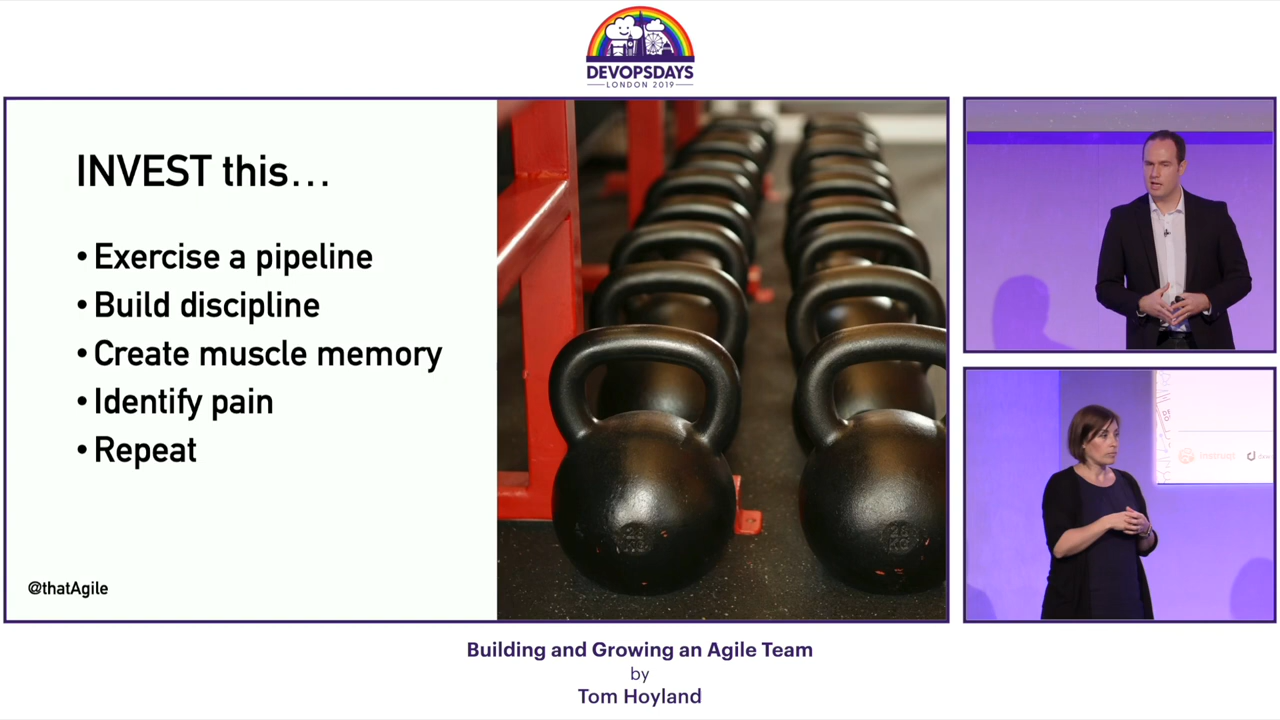 DEVOPSDAYS
LONDON 2019
INVEST this…
• Exercise a pipeline
• Build discipline
• Create muscle memory
• Identify pain
• Repeat
@thatAgile
Building and Growing an Agile Team
by
Tom Hoyland